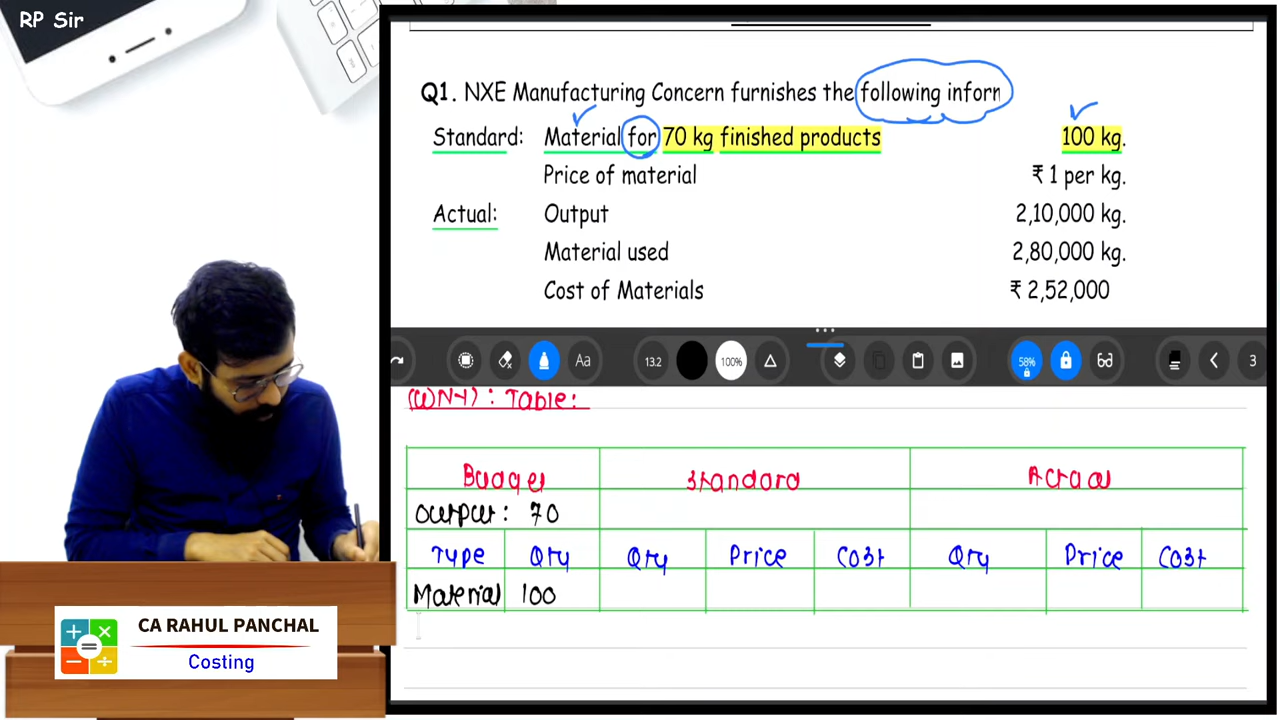 RP Sir
Q1. NXE Manufacturing Concern furnishes the following inforn
Standard: Material for 70 kg finished products 100 kg.
Price of material ₹ 1 per kg.
Actual: Output 2,10,000 kg.
Material used 2,80,000 kg.
Cost of Materials ₹ 2,52,000
Aa 13.2 100% 58% 3
(WN-1) : Table:
Budget Standard Actual
Output: 70
Type Qty Qty Price Cost Qty Price Cost
Material 100
CA RAHUL PANCHAL
Costing